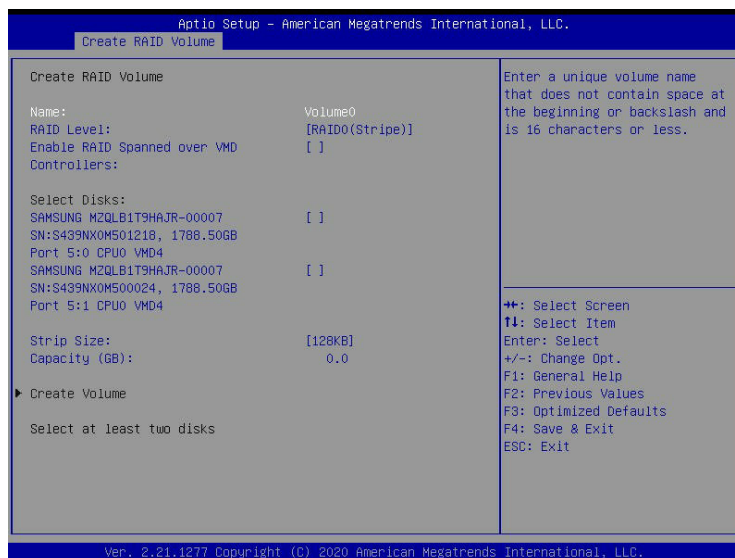 Aptio Setup – American Megatrends International, LLC.
Create RAID Volume
Create RAID Volume
Name: Volume0
RAID Level: [RAID0(Stripe)]
Enable RAID Spanned over VMD [ ]
Controllers:
Select Disks:
SAMSUNG MZQLB1T9HAJR-00007 [ ]
SN:S439NX0M501218, 1788.50GB
Port 5:0 CPU0 VMD4
SAMSUNG MZQLB1T9HAJR-00007 [ ]
SN:S439NX0M500024, 1788.50GB
Port 5:1 CPU0 VMD4
Strip Size: [128KB]
Capacity (GB): 0.0
Create Volume
Select at least two disks
Enter a unique volume name
that does not contain space at
the beginning or backslash and
is 16 characters or less.
→←: Select Screen
↑↓: Select Item
Enter: Select
+/-: Change Opt.
F1: General Help
F2: Previous Values
F3: Optimized Defaults
F4: Save & Exit
ESC: Exit
Ver. 2.21.1277 Copyright (C) 2020 American Megatrends International, LLC.